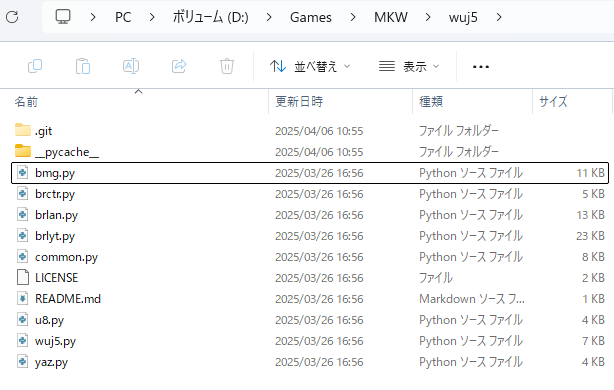 PC > ボリューム (D:) > Games > MKW > wuj5 >
並べ替え 表示 ...
名前 更新日時 種類 サイズ
.git 2025/04/06 10:55 ファイル フォルダー
__pycache__ 2025/04/06 10:55 ファイル フォルダー
bmg.py 2025/03/26 16:56 Python ソース ファイル 11 KB
brctr.py 2025/03/26 16:56 Python ソース ファイル 5 KB
brlan.py 2025/03/26 16:56 Python ソース ファイル 13 KB
brlyt.py 2025/03/26 16:56 Python ソース ファイル 23 KB
common.py 2025/03/26 16:56 Python ソース ファイル 8 KB
LICENSE 2025/03/26 16:56 ファイル 2 KB
README.md 2025/03/26 16:56 Markdown ソース フ... 1 KB
u8.py 2025/03/26 16:56 Python ソース ファイル 4 KB
wuj5.py 2025/03/26 16:56 Python ソース ファイル 7 KB
yaz.py 2025/03/26 16:56 Python ソース ファイル 4 KB